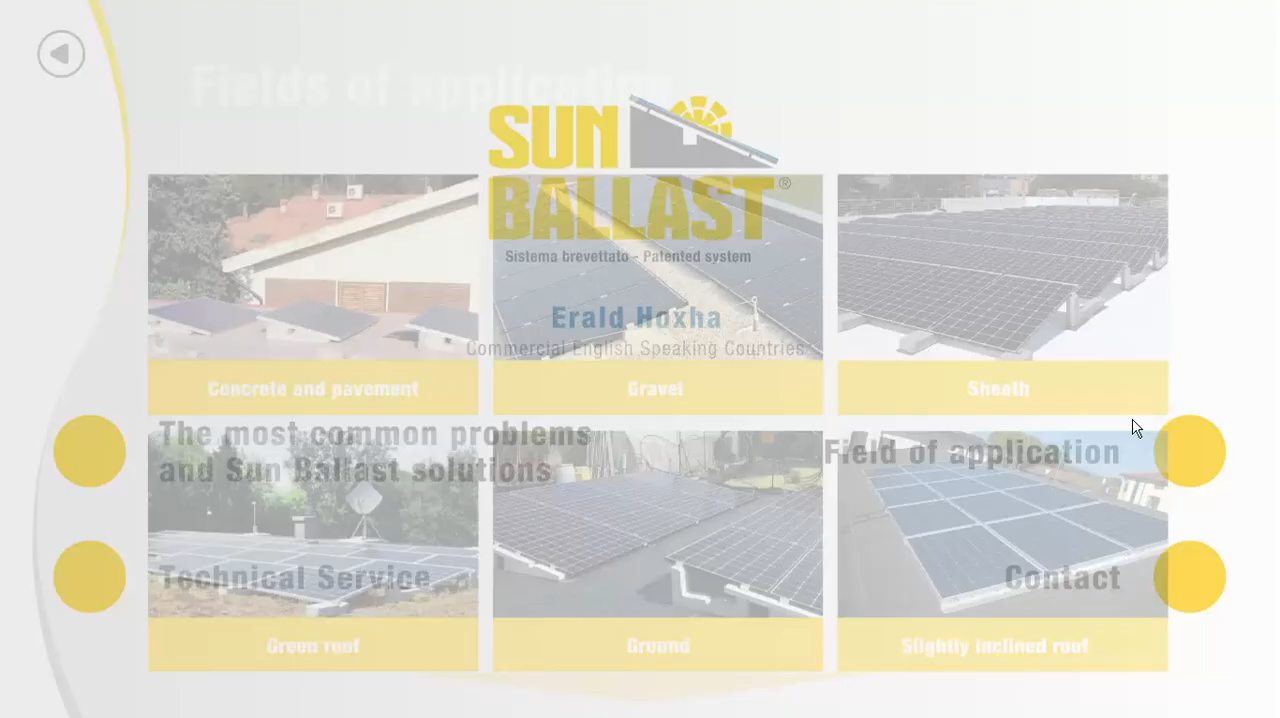 Fields of application
SUN
BALLAST®
Sistema brevettato - Patented system
Erald Hoxha
Commercial English Speaking Countries
Concrete and pavement
Gravel
Sheath
The most common problems
and Sun Ballast solutions
Field of application
Technical Service
Contact
Green roof
Ground
Slightly inclined roof